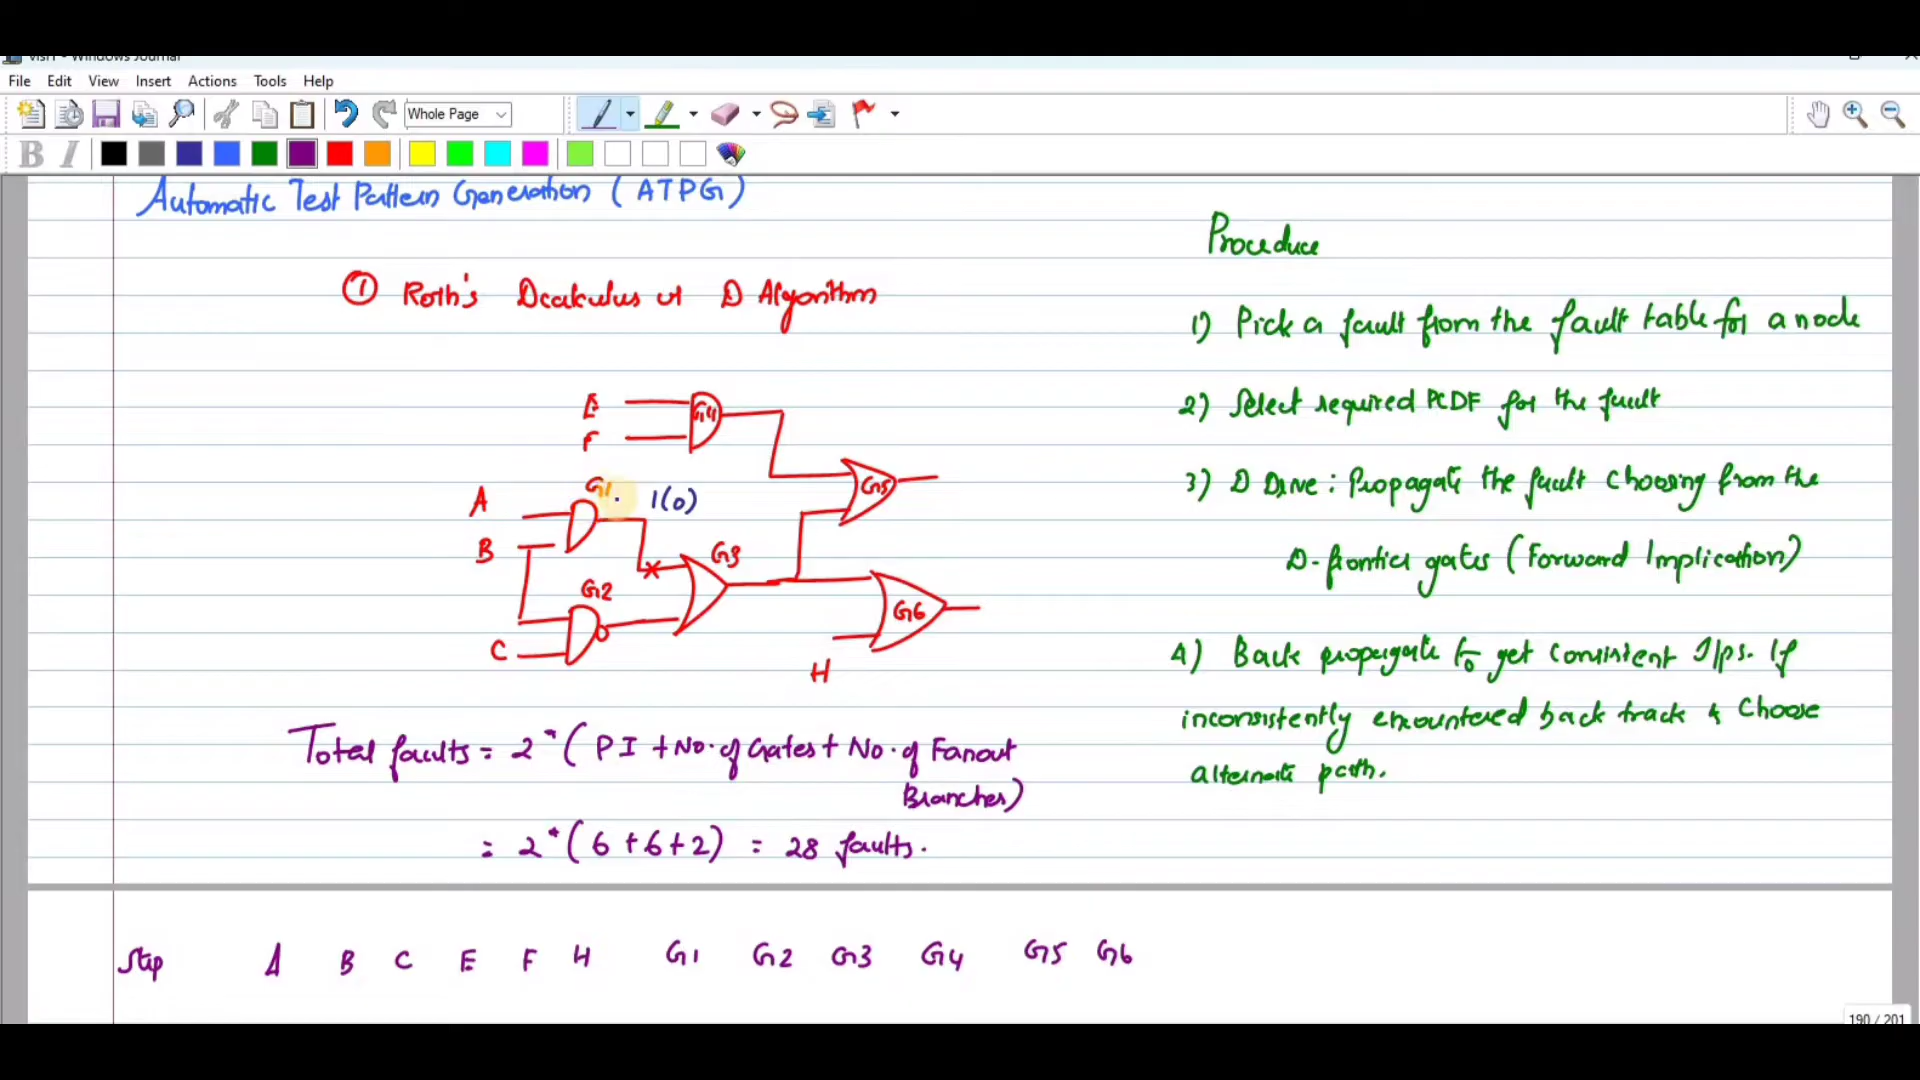 vish - Windows Journal
File Edit View Insert Actions Tools Help
Whole Page
B I
Automatic Test Pattern Generation ( ATPG )
① Roth's Dcalculus or D Algorithm
E
F
G4
G5
A
B
C
G1
1(0)
G2
G3
G6
H
Total faults = 2 * ( PI + No. of Gates + No. of Fanout
Branches )
= 2 * ( 6 + 6 + 2 ) = 28 faults.
Procedure
1) Pick a fault from the fault table for a node
2) Select required PCDF for the fault
3) D Drive : Propagate the fault choosing from the
D-frontier gates ( Forward Implication )
4) Back propagate to get consistent I/ps. If
inconsistently encountered back track & choose
alternate path.
Step A B C E F H G1 G2 G3 G4 G5 G6
190 / 201